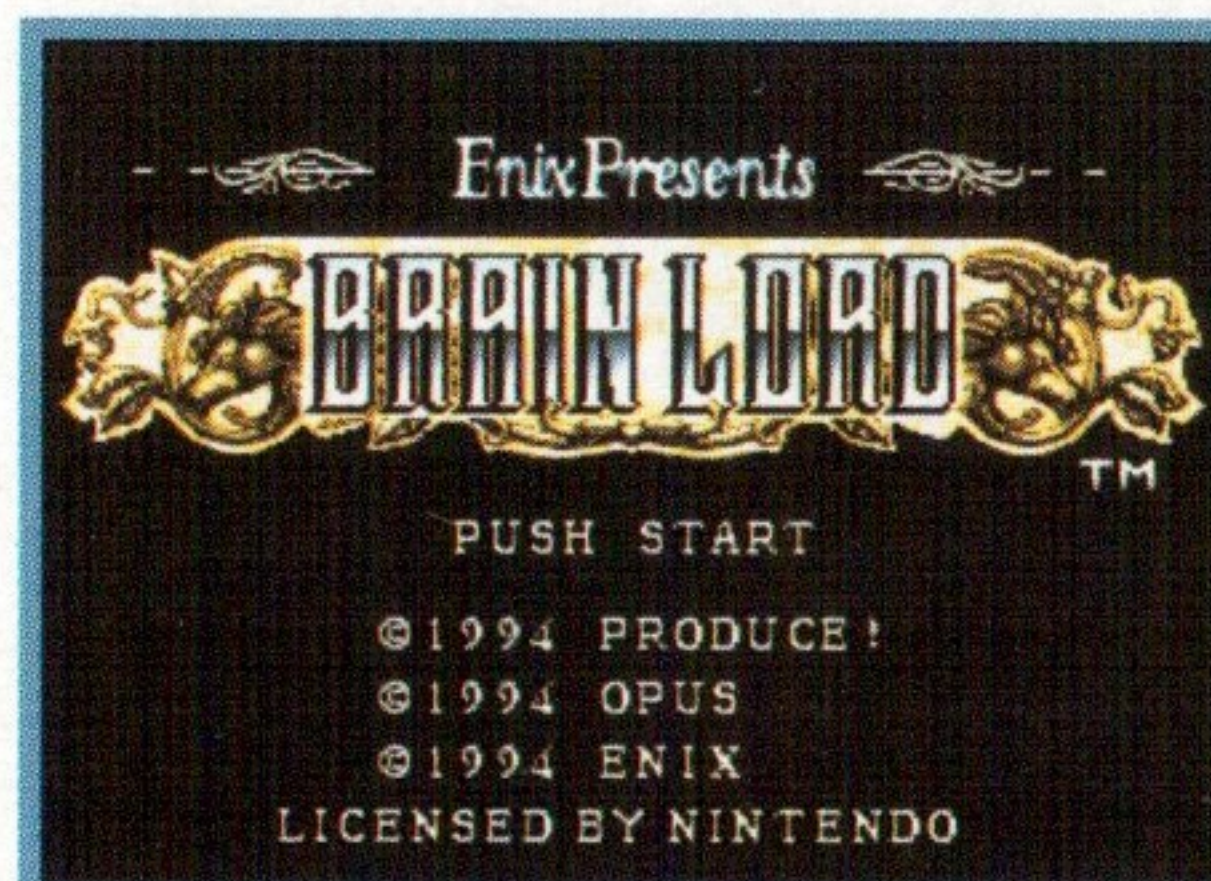 Enix Presents
BRAIN LORD
TM
PUSH START
©1994 PRODUCE!
©1994 OPUS
©1994 ENIX
LICENSED BY NINTENDO